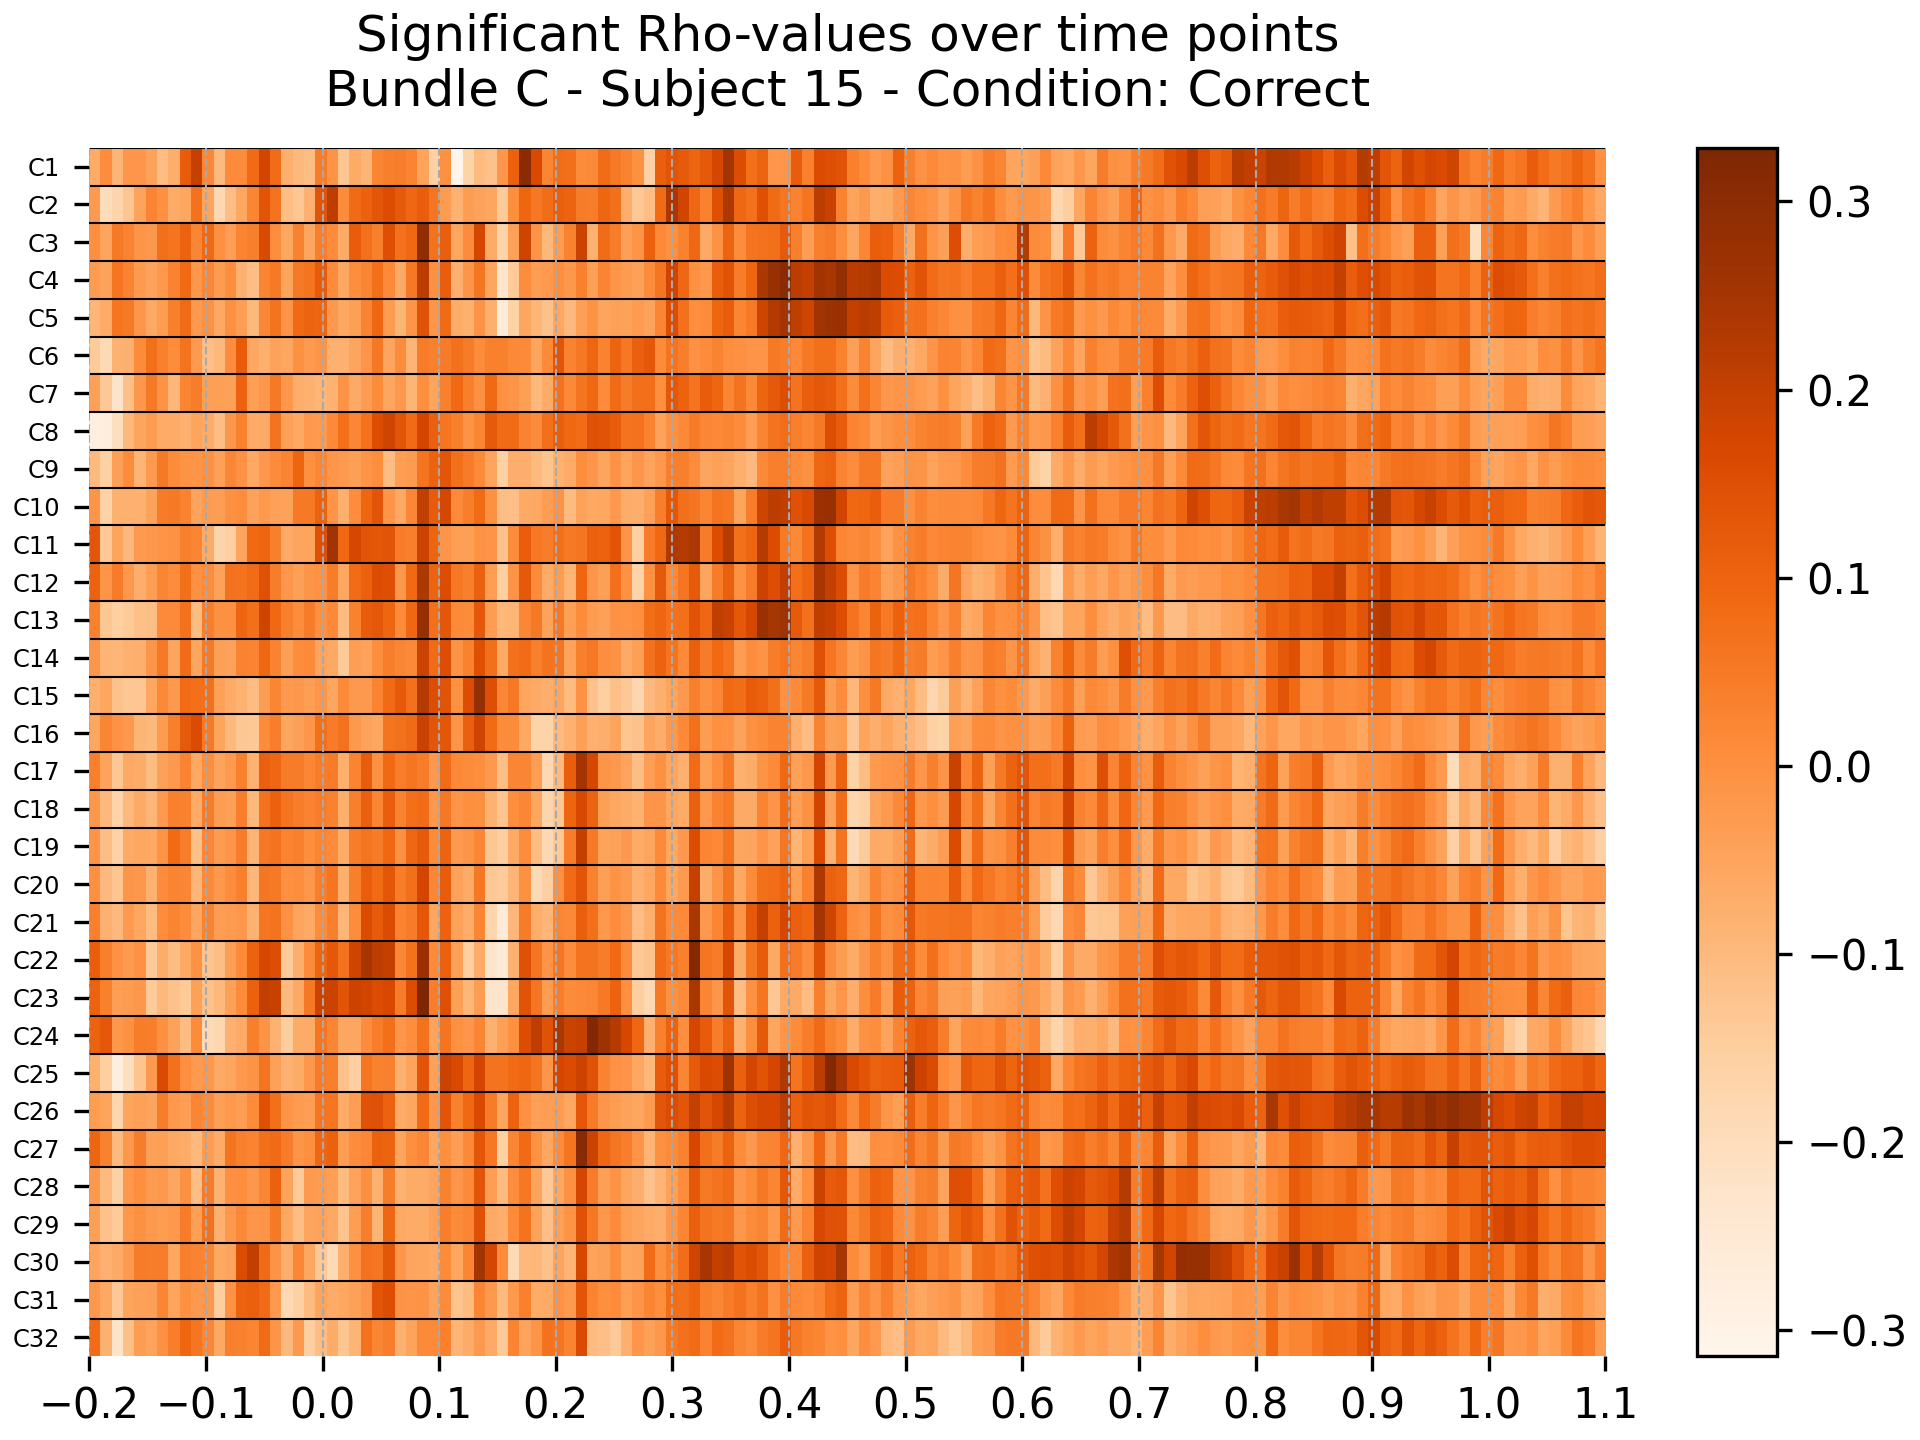 Significant Rho-values over time points
Bundle C - Subject 15 - Condition: Correct
C1
C2
C3
C4
C5
C6
C7
C8
C9
C10
C11
C12
C13
C14
C15
C16
C17
C18
C19
C20
C21
C22
C23
C24
C25
C26
C27
C28
C29
C30
C31
C32
−0.2 −0.1 0.0 0.1 0.2 0.3 0.4 0.5 0.6 0.7 0.8 0.9 1.0 1.1
0.3
0.2
0.1
0.0
−0.1
−0.2
−0.3